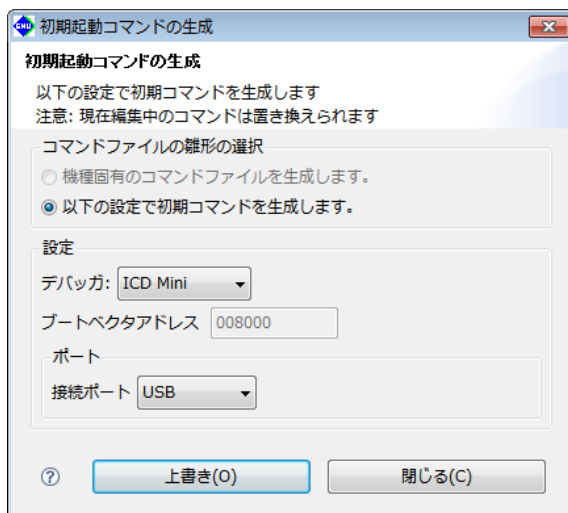 GNU 初期起動コマンドの生成
初期起動コマンドの生成
以下の設定で初期コマンドを生成します
注意: 現在編集中のコマンドは置き換えられます
コマンドファイルの雛形の選択
機種固有のコマンドファイルを生成します。
以下の設定で初期コマンドを生成します。
設定
デバッガ: ICD Mini
ブートベクタアドレス 008000
ポート
接続ポート USB
? 上書き(O) 閉じる(C)